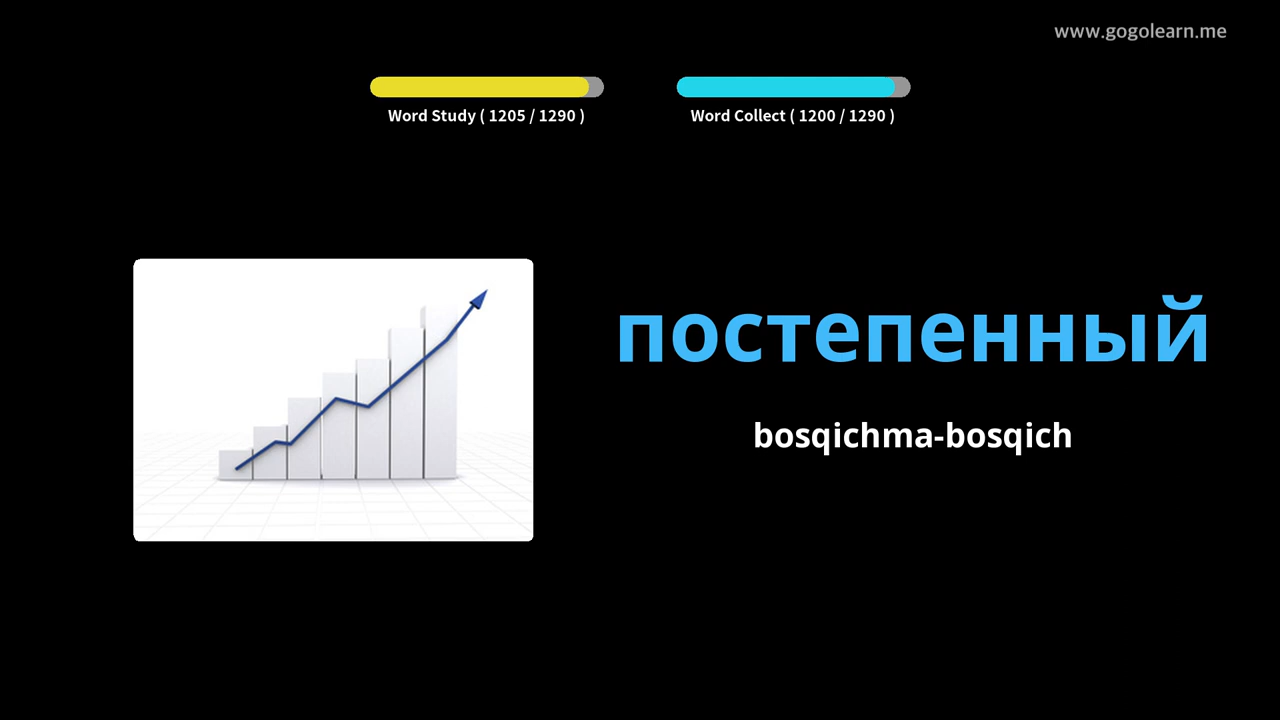 www.gogolearn.me
Word Study ( 1205 / 1290 )
Word Collect ( 1200 / 1290 )
постепенный
bosqichma-bosqich